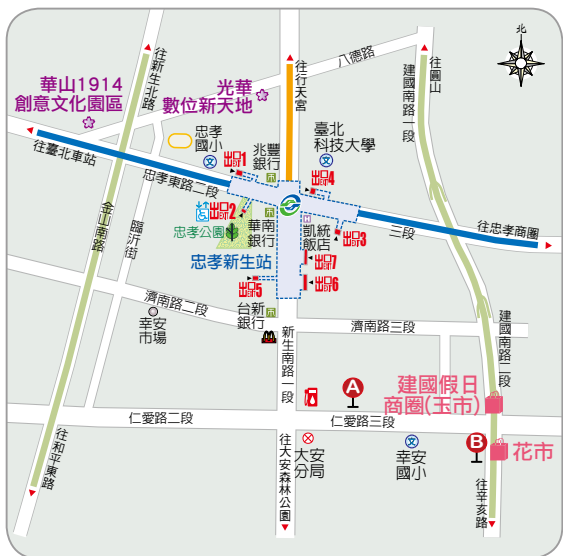 北
往新生北路
往行天宮
八德路
往圓山
建國南路一段
華山1914
創意文化園區
光華
數位新天地
往臺北車站
忠孝
國小
兆豐
銀行
臺北
科技大學
出口1
出口4
忠孝東路二段
出口2
忠孝公園
華南
銀行
凱統
飯店
出口3
三段
往忠孝商圈
金山南路
臨沂街
忠孝新生站
出口7
出口5
出口6
濟南路二段
幸安
市場
台新
銀行
濟南路三段
新生南路一段
建國南路二段
建國假日
商圈(玉市)
A
仁愛路二段
仁愛路三段
B
花市
往和平東路
往大安森林公園
大安
分局
幸安
國小
往辛亥路
文
文
文